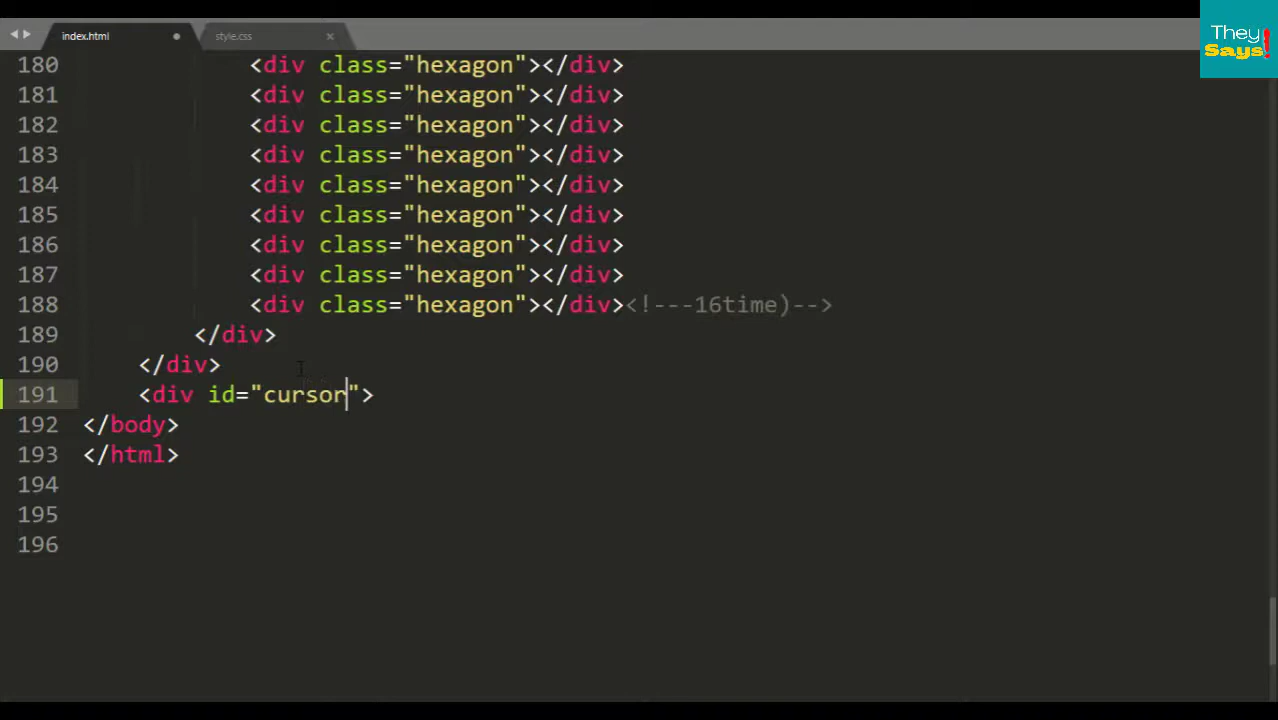 index.html
style.css
They
Says!
180 <div class="hexagon"></div>
181 <div class="hexagon"></div>
182 <div class="hexagon"></div>
183 <div class="hexagon"></div>
184 <div class="hexagon"></div>
185 <div class="hexagon"></div>
186 <div class="hexagon"></div>
187 <div class="hexagon"></div>
188 <div class="hexagon"></div><!---16time)-->
189 </div>
190 </div>
191 <div id="cursor">
192 </body>
193 </html>
194
195
196